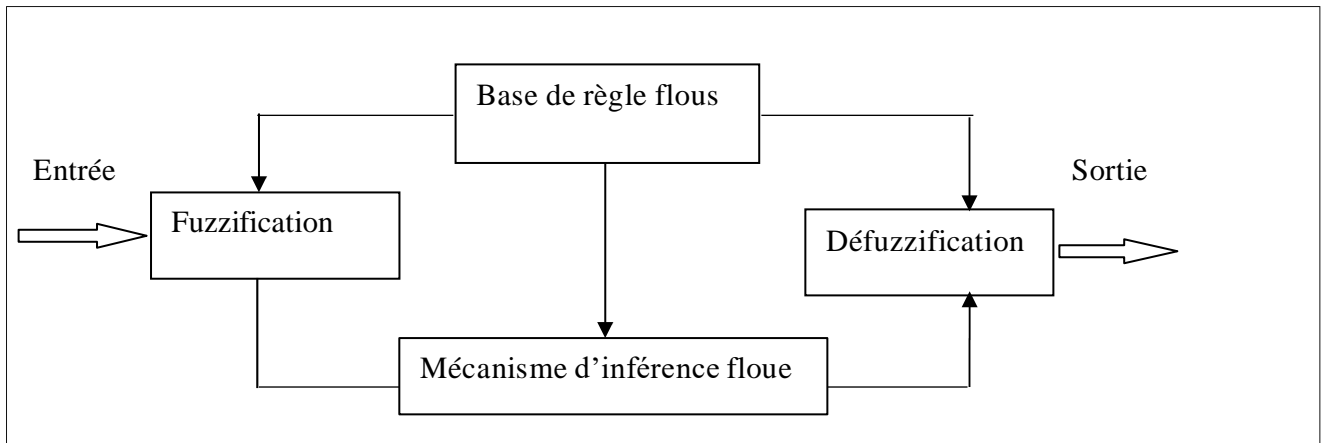 Base de règle flous
Entrée
Sortie
Fuzzification
Défuzzification
Mécanisme d’inférence floue